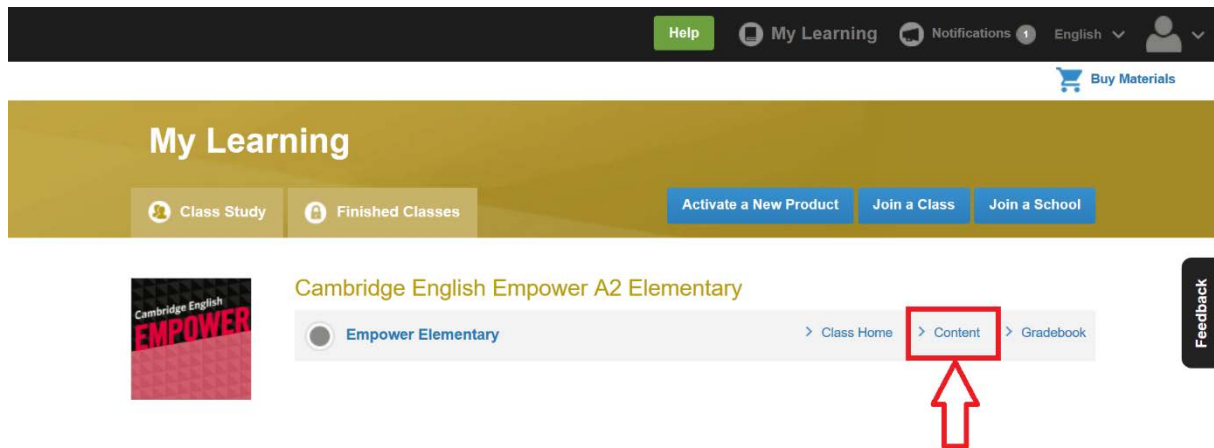 Help My Learning Notifications 1 English
Buy Materials
My Learning
Class Study Finished Classes Activate a New Product Join a Class Join a School
Cambridge English Empower A2 Elementary
Cambridge English
EMPOWER
Empower Elementary > Class Home > Content > Gradebook
Feedback